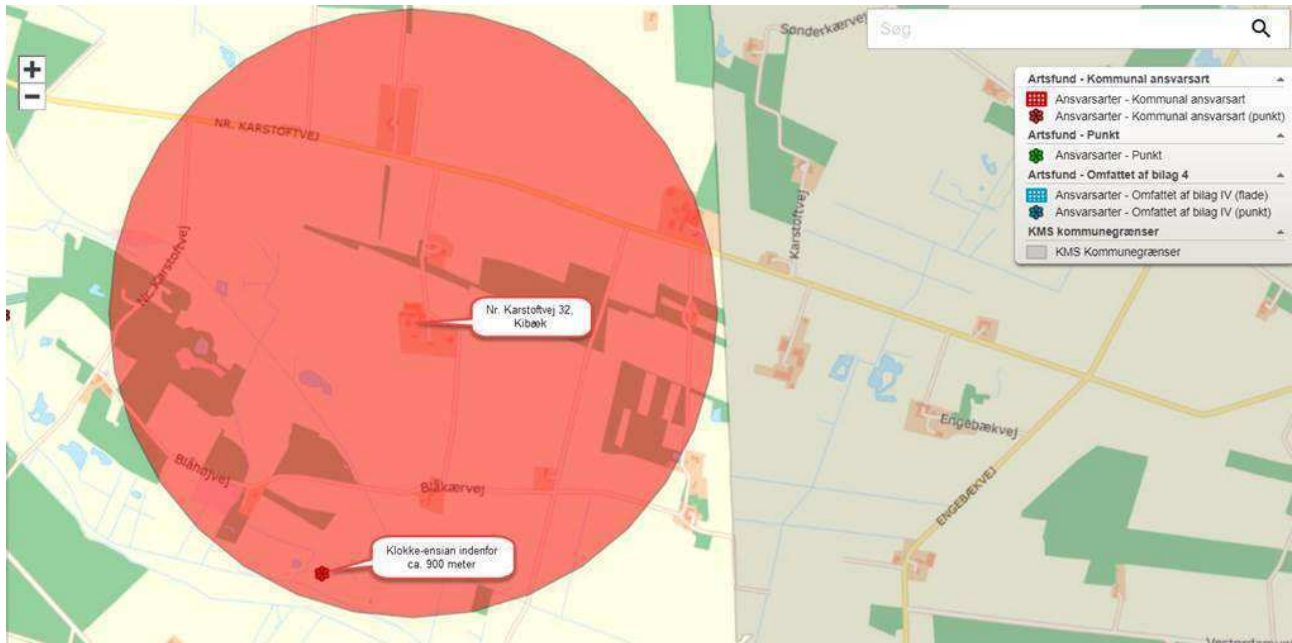 Sønderkærvej
Søg
+
−
Artsfund - Kommunal ansvarsart
Ansvarsarter - Kommunal ansvarsart
Ansvarsarter - Kommunal ansvarsart (punkt)
Artsfund - Punkt
Ansvarsarter - Punkt
Artsfund - Omfattet af bilag 4
Ansvarsarter - Omfattet af bilag IV (flade)
Ansvarsarter - Omfattet af bilag IV (punkt)
KMS kommunegrænser
KMS Kommunegrænser
NR. KARSTOFTVEJ
Karstoftvej
Nr. Karstoftvej
Nr. Karstoftvej 32,
Kibæk
Engebækvej
Blåhøjvej
Blåkærvej
ENGEBÆKVEJ
Klokke-ensian indenfor
ca. 900 meter